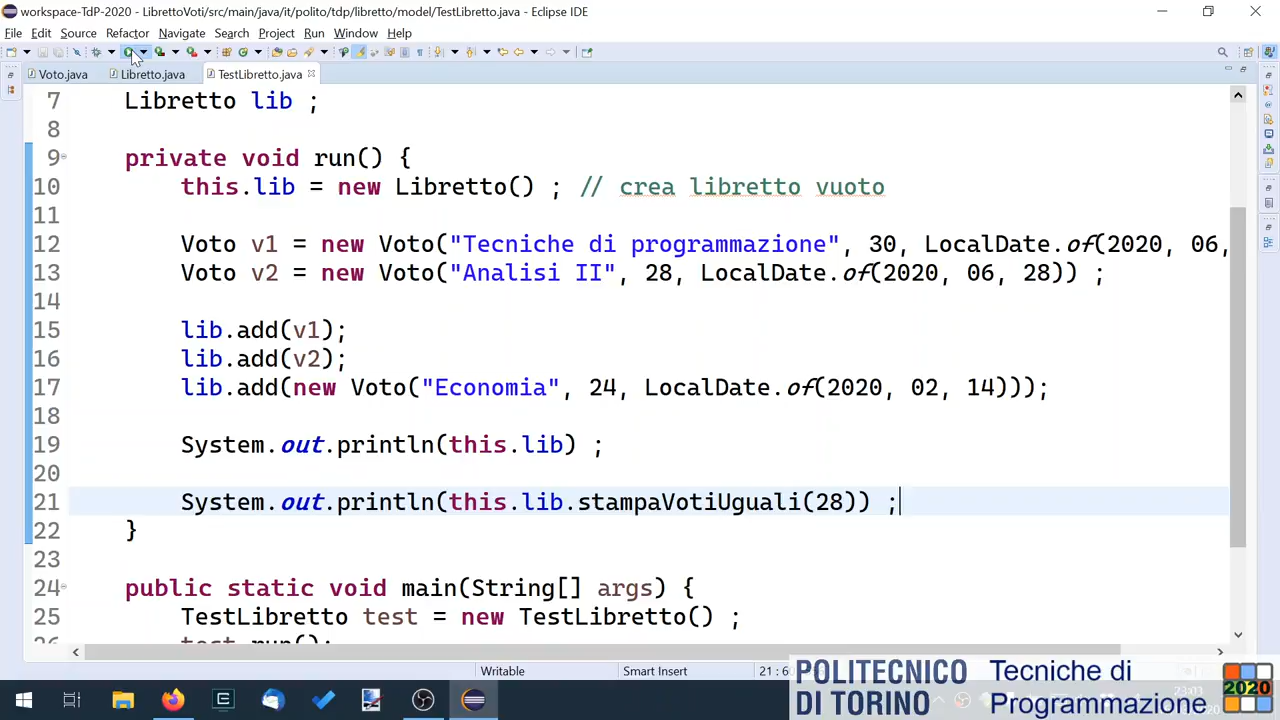 workspace-TdP-2020 - LibrettoVoti/src/main/java/it/polito/tdp/libretto/model/TestLibretto.java - Eclipse IDE
File Edit Source Refactor Navigate Search Project Run Window Help
Voto.java Libretto.java TestLibretto.java
7 Libretto lib ;
8
9 private void run() {
10 this.lib = new Libretto() ; // crea libretto vuoto
11
12 Voto v1 = new Voto("Tecniche di programmazione", 30, LocalDate.of(2020, 06,
13 Voto v2 = new Voto("Analisi II", 28, LocalDate.of(2020, 06, 28)) ;
14
15 lib.add(v1);
16 lib.add(v2);
17 lib.add(new Voto("Economia", 24, LocalDate.of(2020, 02, 14)));
18
19 System.out.println(this.lib) ;
20
21 System.out.println(this.lib.stampaVotiUguali(28)) ;
22 }
23
24 public static void main(String[] args) {
25 TestLibretto test = new TestLibretto() ;
26 test.run();
Writable Smart Insert
POLITECNICO DI TORINO
Tecniche di Programmazione
2020